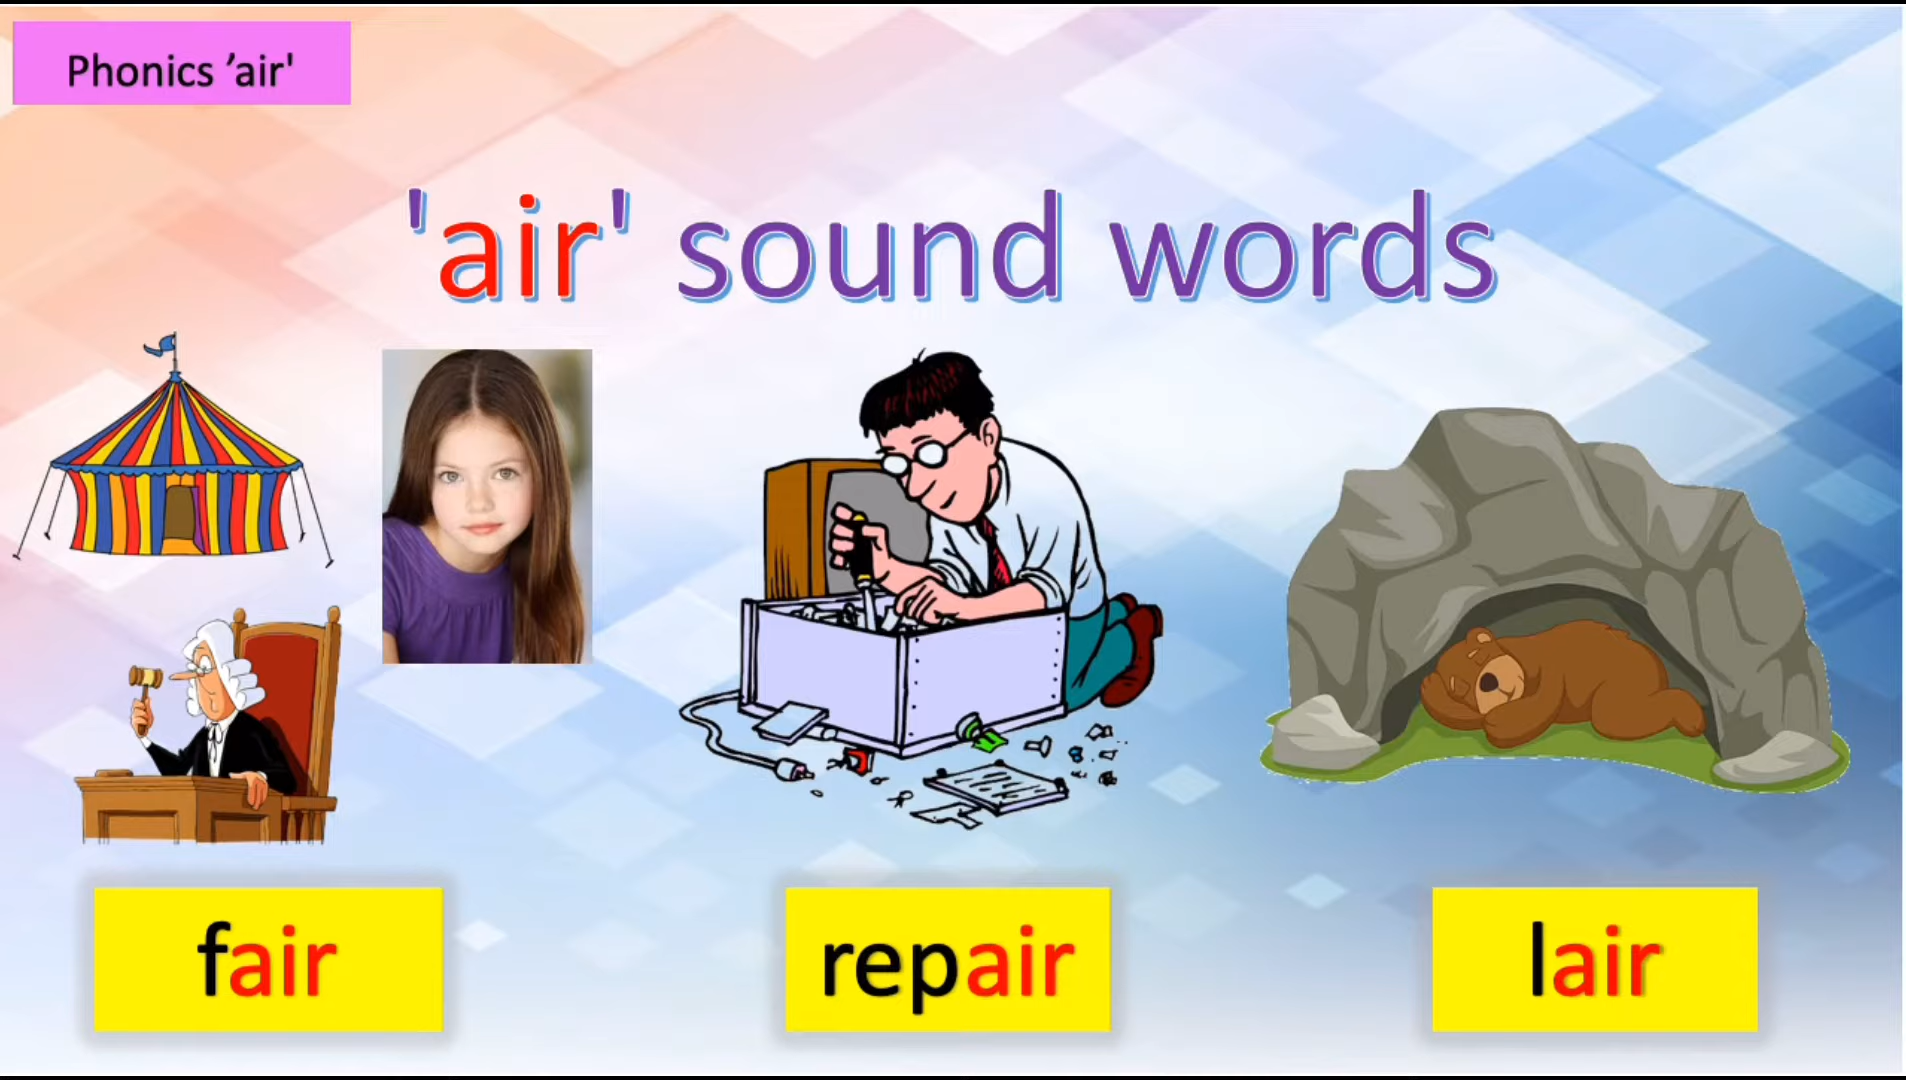 Phonics ’air'
'air' sound words
fair
repair
lair